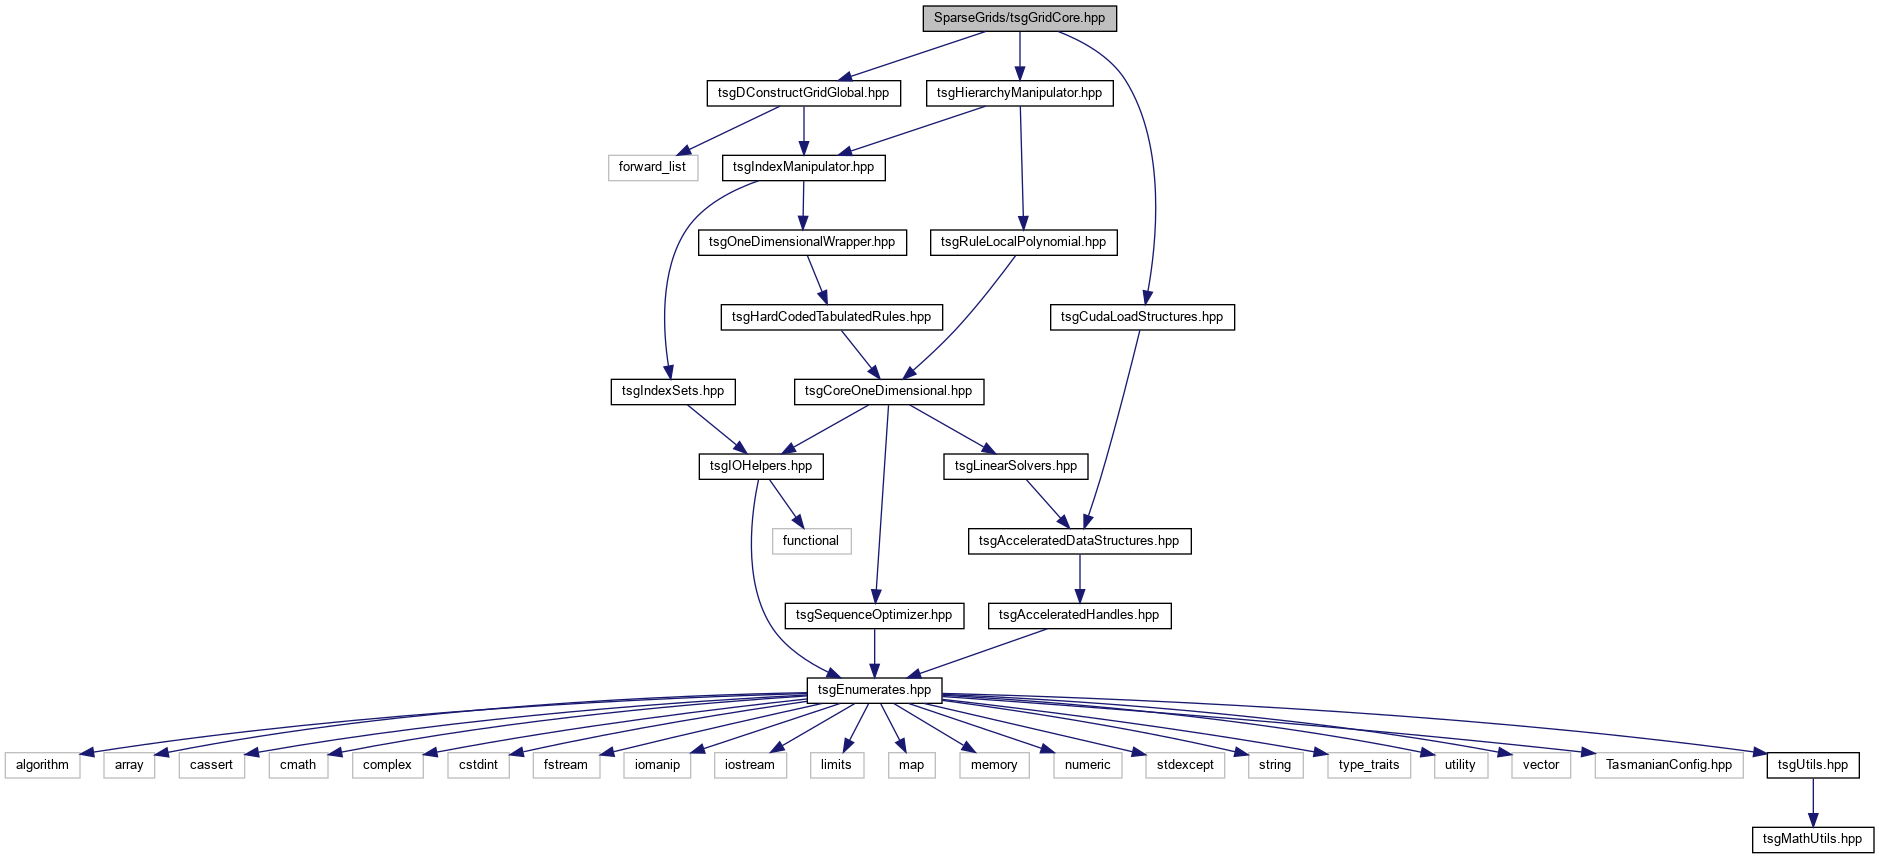 SparseGrids/tsgGridCore.hpp
tsgDConstructGridGlobal.hpp
tsgHierarchyManipulator.hpp
forward_list
tsgIndexManipulator.hpp
tsgOneDimensionalWrapper.hpp
tsgRuleLocalPolynomial.hpp
tsgHardCodedTabulatedRules.hpp
tsgCudaLoadStructures.hpp
tsgIndexSets.hpp
tsgCoreOneDimensional.hpp
tsgIOHelpers.hpp
tsgLinearSolvers.hpp
functional
tsgAcceleratedDataStructures.hpp
tsgSequenceOptimizer.hpp
tsgAcceleratedHandles.hpp
tsgEnumerates.hpp
algorithm
array
cassert
cmath
complex
cstdint
fstream
iomanip
iostream
limits
map
memory
numeric
stdexcept
string
type_traits
utility
vector
TasmanianConfig.hpp
tsgUtils.hpp
tsgMathUtils.hpp